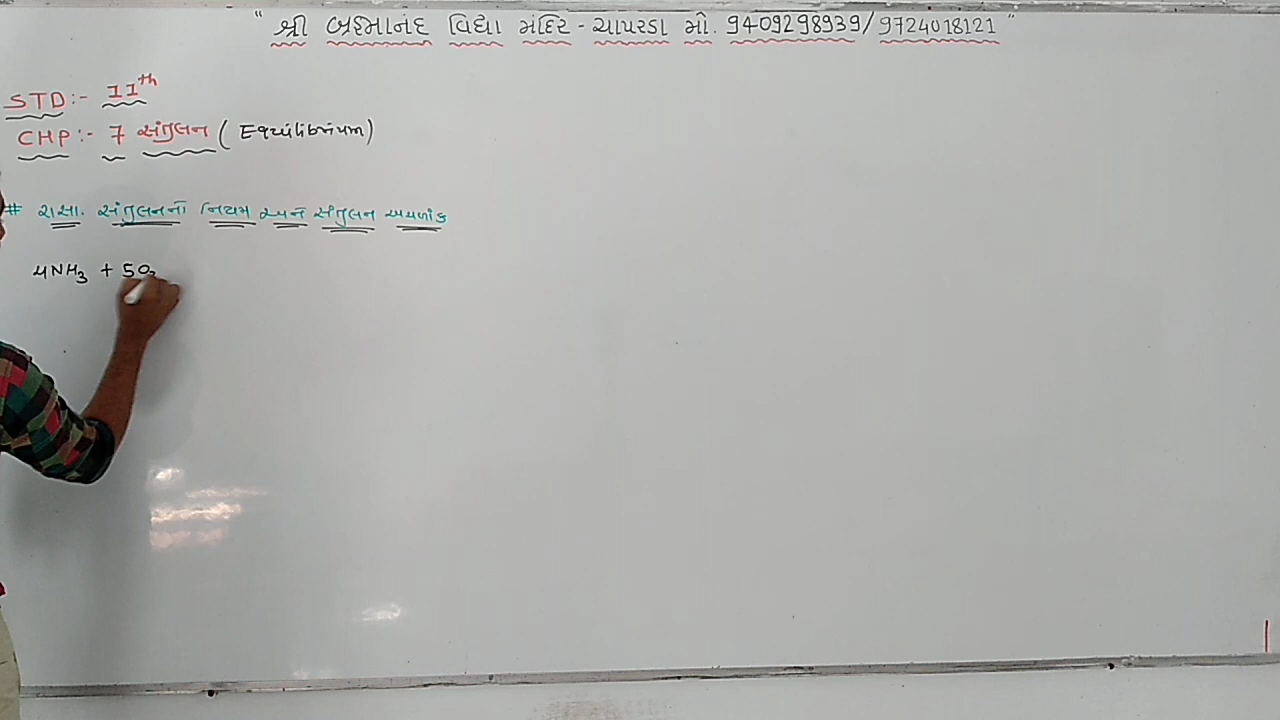 " શ્રી બ્રહ્માનંદ વિદ્યા મંદિર - ચાપરડા મો. 9409298939/9724018121 "
STD:- 11th
CHP:- 7 સંતુલન (Equilibrium)
# રાસા. સંતુલનનો નિયમ અને સંતુલન અચળાંક
4NH₃ + 5O₂